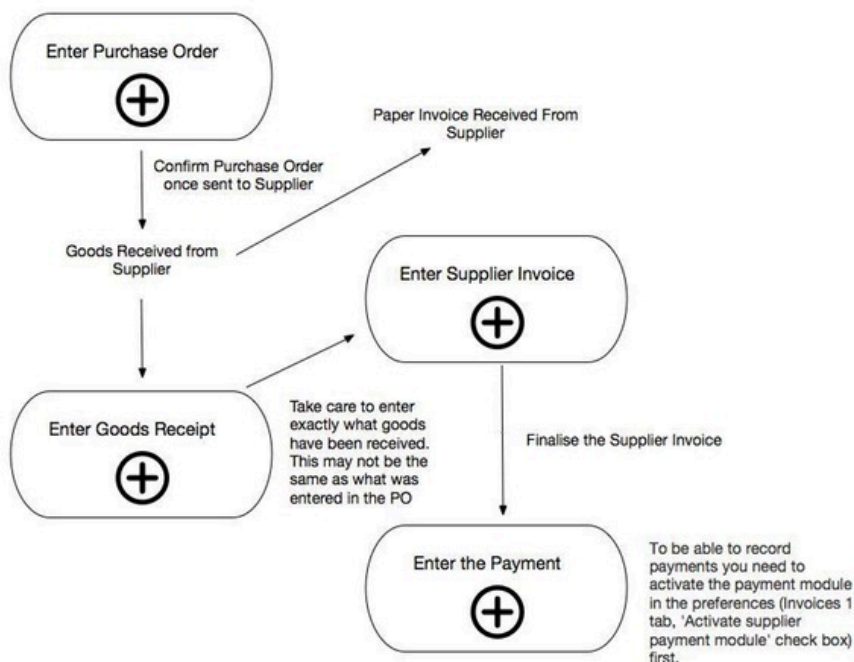 Enter Purchase Order
Confirm Purchase Order
once sent to Supplier
Paper Invoice Received From
Supplier
Goods Received from
Supplier
Enter Supplier Invoice
Enter Goods Receipt
Take care to enter
exactly what goods
have been received.
This may not be the
same as what was
entered in the PO
Finalise the Supplier Invoice
Enter the Payment
To be able to record
payments you need to
activate the payment module
in the preferences (Invoices 1
tab, 'Activate supplier
payment module' check box)
first.